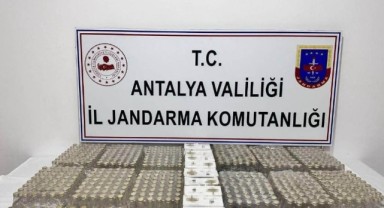 T.C.
ANTALYA VALİLİĞİ
İL JANDARMA KOMUTANLIĞI